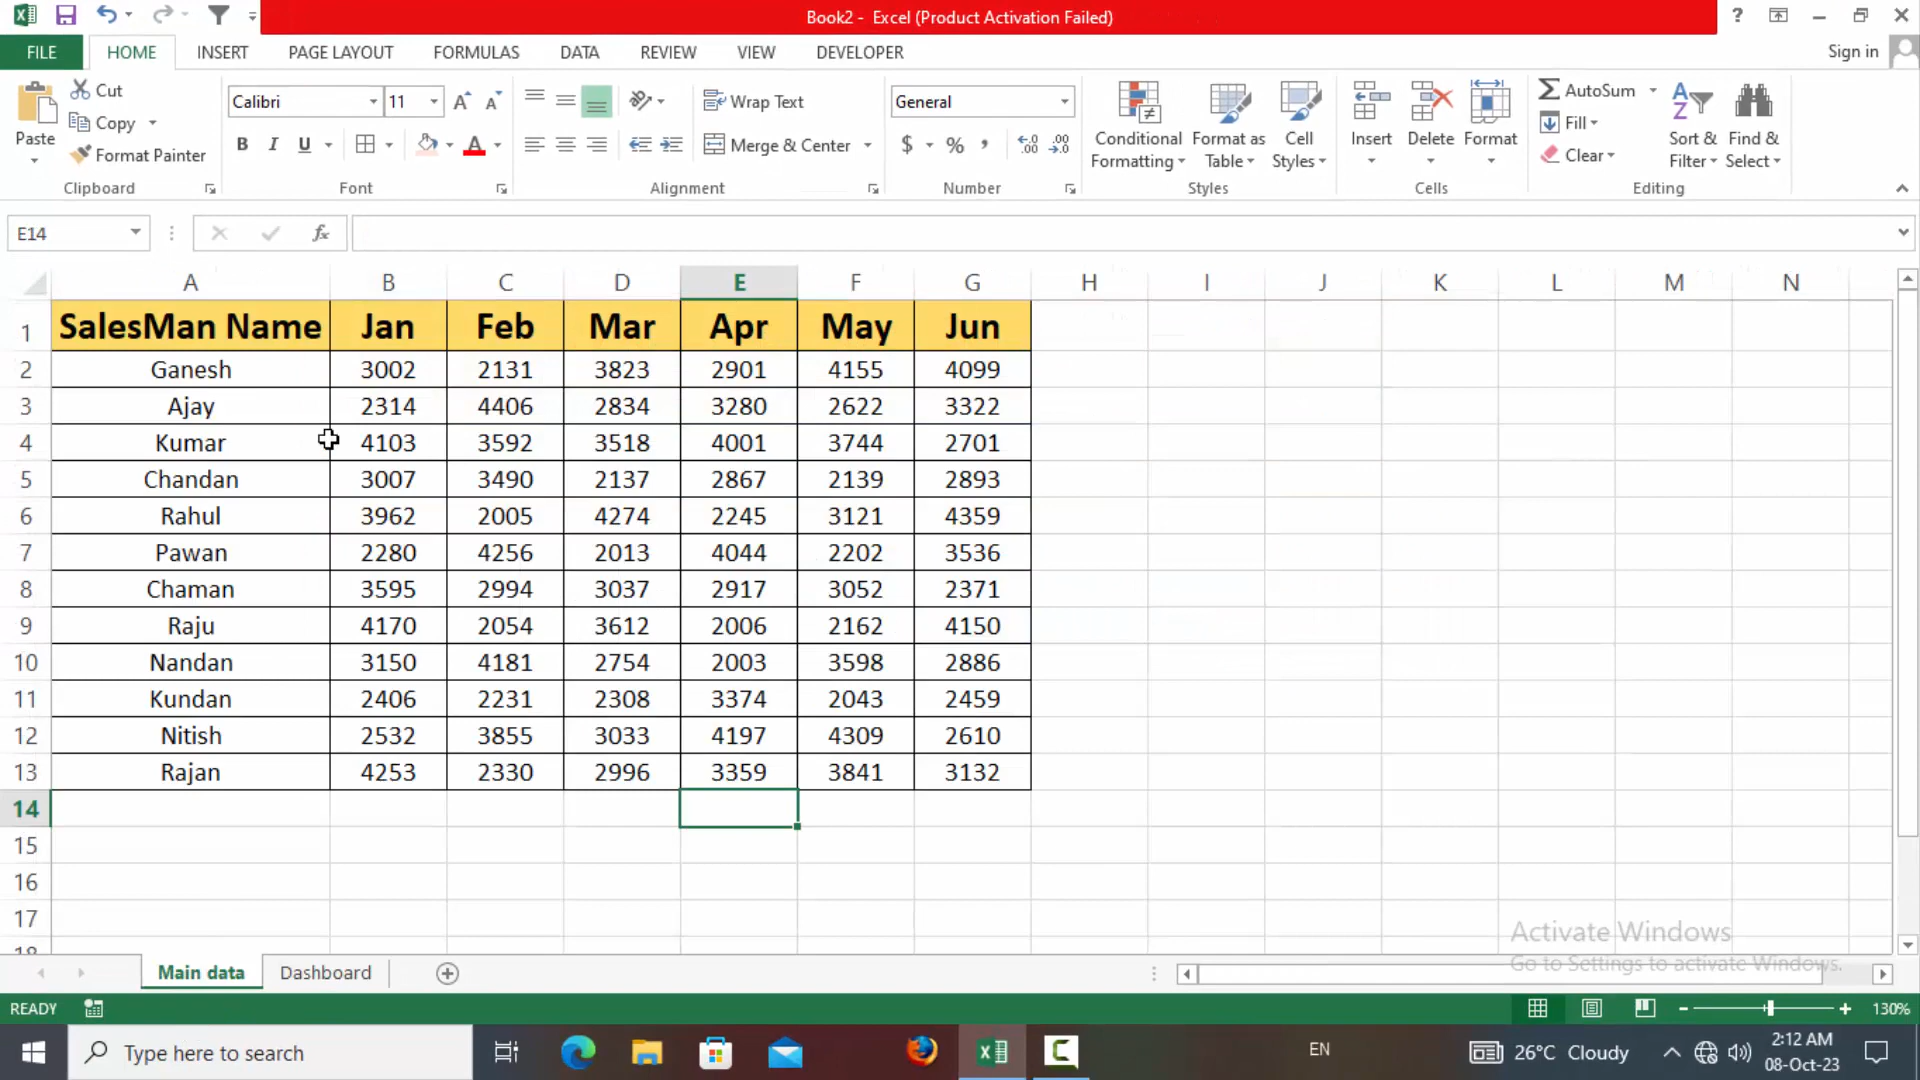 Book2 - Excel (Product Activation Failed)
?
FILE HOME INSERT PAGE LAYOUT FORMULAS DATA REVIEW VIEW DEVELOPER Sign in
Paste
Cut
Copy
Format Painter
Clipboard
Calibri 11
B I U A
Font
Wrap Text
Merge & Center
Alignment
General
$ % ,
Number
Conditional Formatting
Format as Table
Cell Styles
Styles
Insert
Delete
Format
Cells
AutoSum
Fill
Clear
Sort & Filter
Find & Select
Editing
E14 fx
A B C D E F G H I J K L M N
1 SalesMan Name Jan Feb Mar Apr May Jun
2 Ganesh 3002 2131 3823 2901 4155 4099
3 Ajay 2314 4406 2834 3280 2622 3322
4 Kumar 4103 3592 3518 4001 3744 2701
5 Chandan 3007 3490 2137 2867 2139 2893
6 Rahul 3962 2005 4274 2245 3121 4359
7 Pawan 2280 4256 2013 4044 2202 3536
8 Chaman 3595 2994 3037 2917 3052 2371
9 Raju 4170 2054 3612 2006 2162 4150
10 Nandan 3150 4181 2754 2003 3598 2886
11 Kundan 2406 2231 2308 3374 2043 2459
12 Nitish 2532 3855 3033 4197 4309 2610
13 Rajan 4253 2330 2996 3359 3841 3132
14
15
16
17
18
Activate Windows
Go to Settings to activate Windows.
Main data Dashboard
READY 130%
Type here to search EN 26°C Cloudy 2:12 AM
08-Oct-23